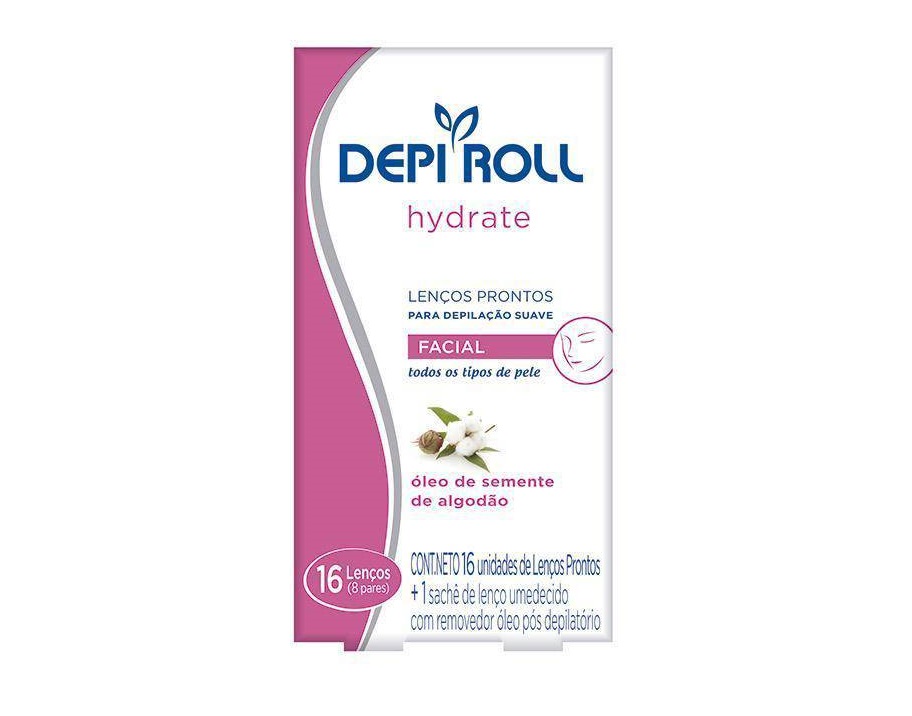 DEPI ROLL
hydrate
LENÇOS PRONTOS
PARA DEPILAÇÃO SUAVE
FACIAL
todos os tipos de pele
óleo de semente
de algodão
16 Lenços
(8 pares)
CONT.NETO 16 unidades de Lenços Prontos
+ 1 sachê de lenço umedecido
com removedor óleo pós depilatório